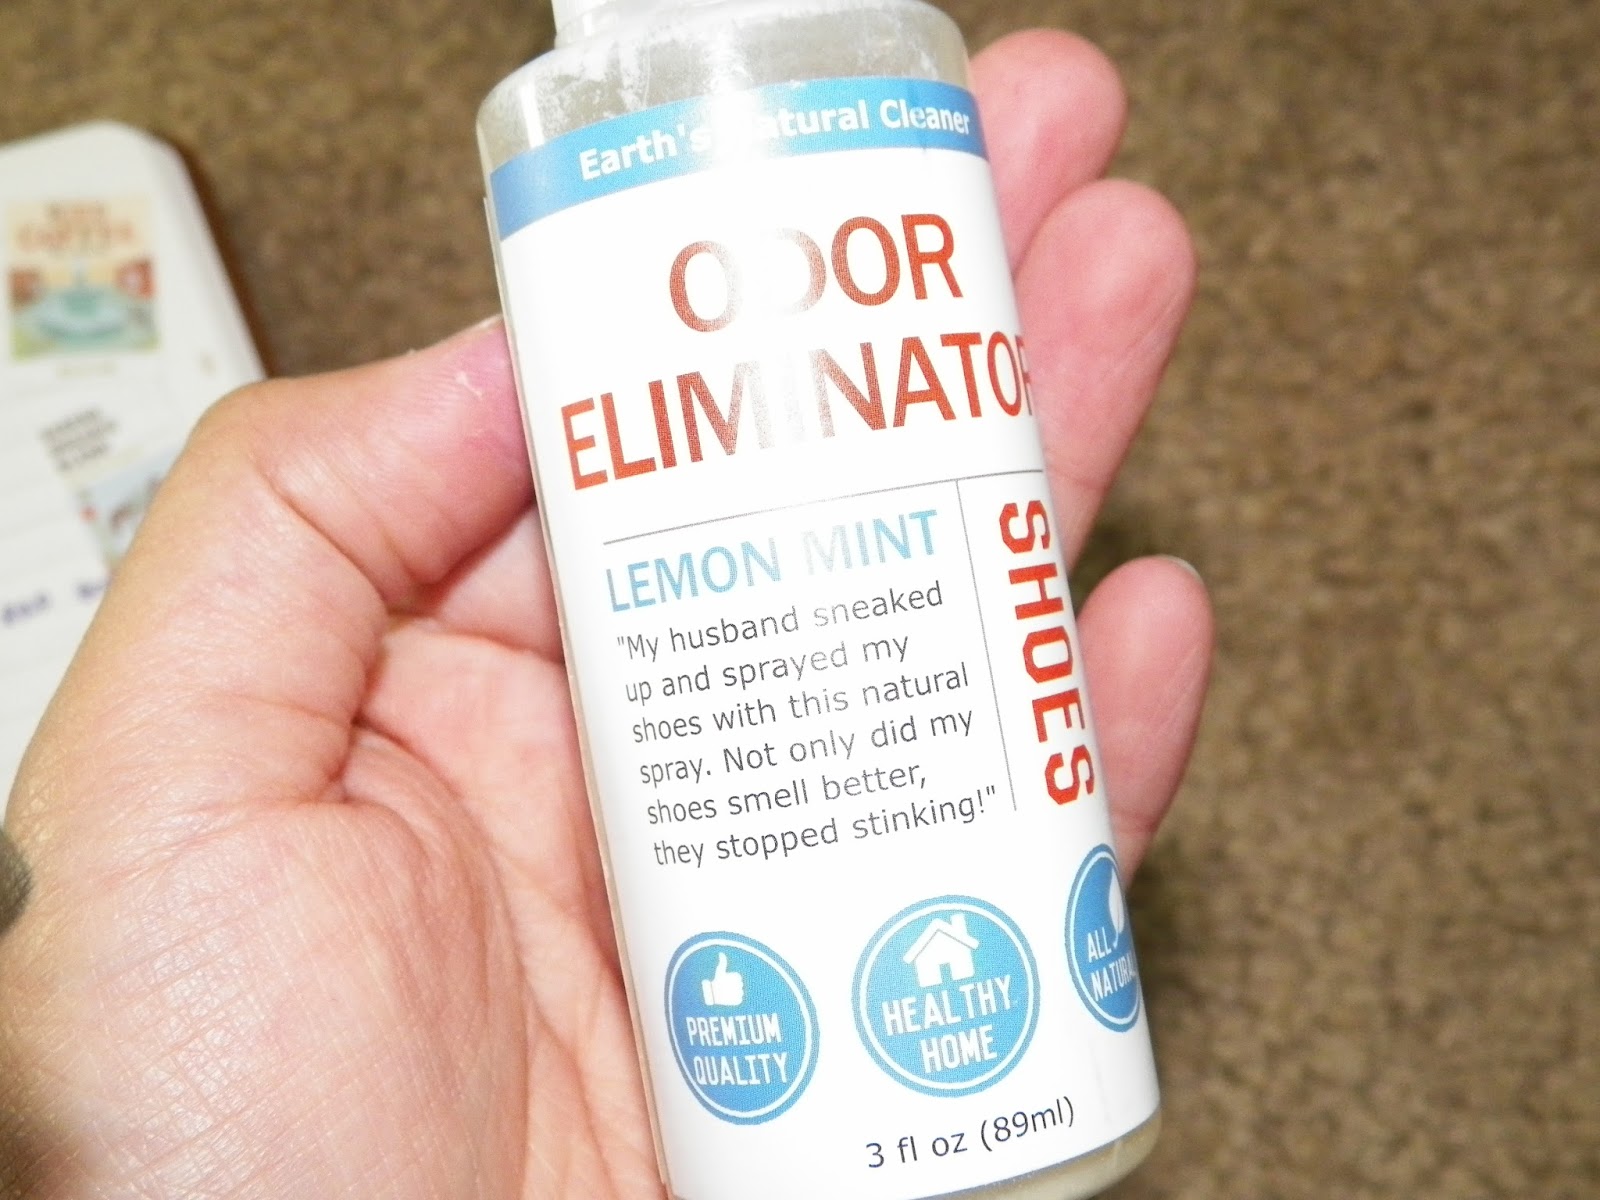 Earth's Natural Cleaner
ODOR
ELIMINATOR
LEMON MINT
"My husband sneaked
up and sprayed my
shoes with this natural
spray. Not only did my
shoes smell better,
they stopped stinking!"
SHOES
PREMIUM
QUALITY
HEALTHY
HOME
ALL
NATURAL
3 fl oz (89ml)